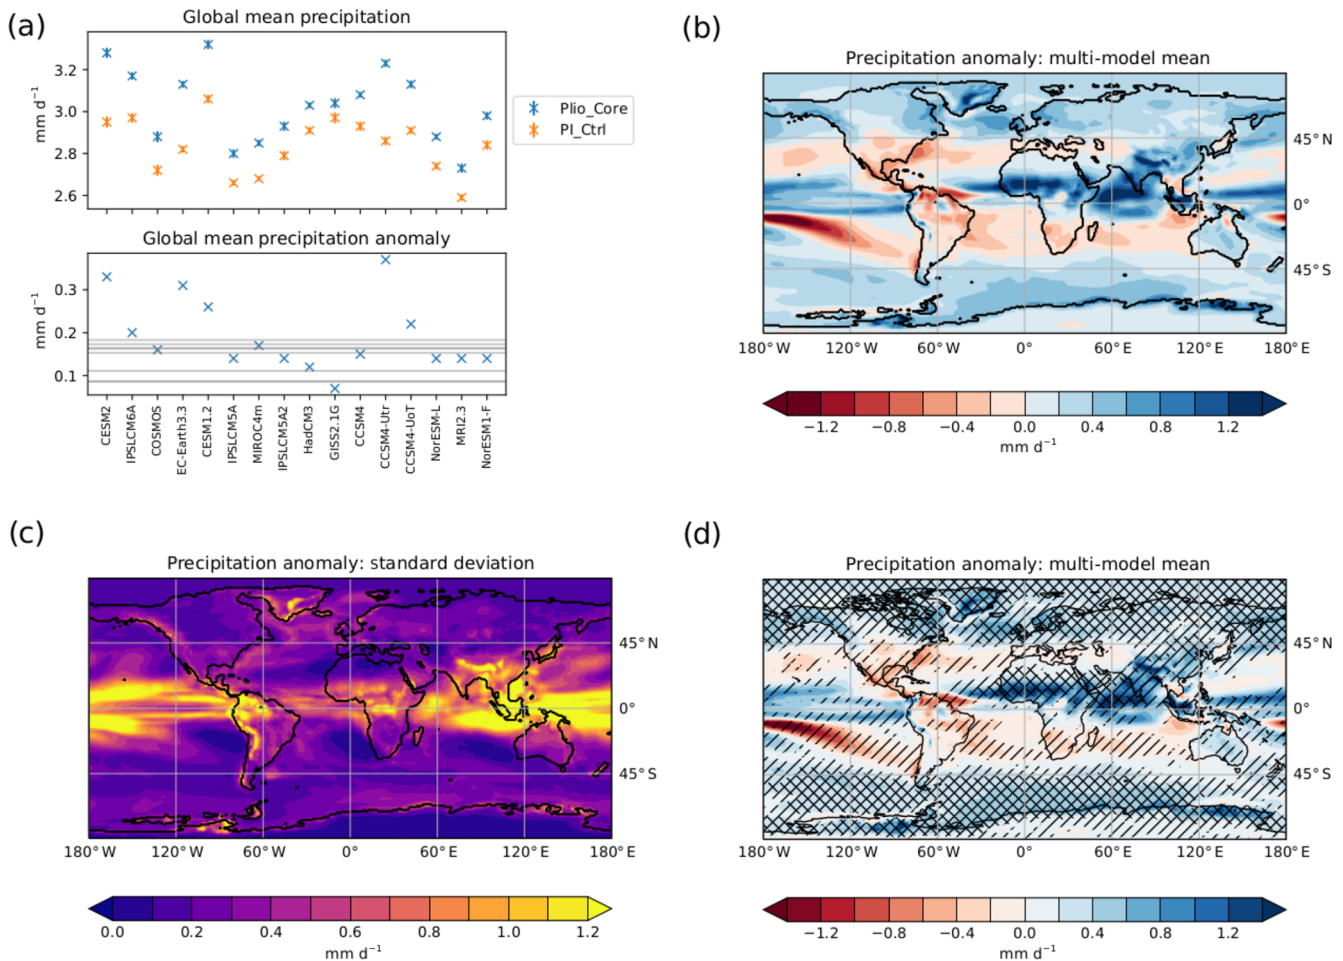 (a)
Global mean precipitation
mm d⁻¹
3.2
3.0
2.8
2.6
Plio_Core
PI_Ctrl
Global mean precipitation anomaly
mm d⁻¹
0.3
0.2
0.1
CESM2
IPSLCM6A
COSMOS
EC-Earth3.3
CESM1.2
IPSLCM5A
MIROC4m
IPSLCM5A2
HadCM3
GISS2.1G
CCSM4
CCSM4-Utr
CCSM4-UoT
NorESM-L
MRI2.3
NorESM1-F
(b)
Precipitation anomaly: multi-model mean
45°N
0°
45°S
180°W 120°W 60°W 0° 60°E 120°E 180°E
−1.2 −0.8 −0.4 0.0 0.4 0.8 1.2
mm d⁻¹
(c)
Precipitation anomaly: standard deviation
45°N
0°
45°S
180°W 120°W 60°W 0° 60°E 120°E 180°E
0.0 0.2 0.4 0.6 0.8 1.0 1.2
mm d⁻¹
(d)
Precipitation anomaly: multi-model mean
45°N
0°
45°S
180°W 120°W 60°W 0° 60°E 120°E 180°E
−1.2 −0.8 −0.4 0.0 0.4 0.8 1.2
mm d⁻¹